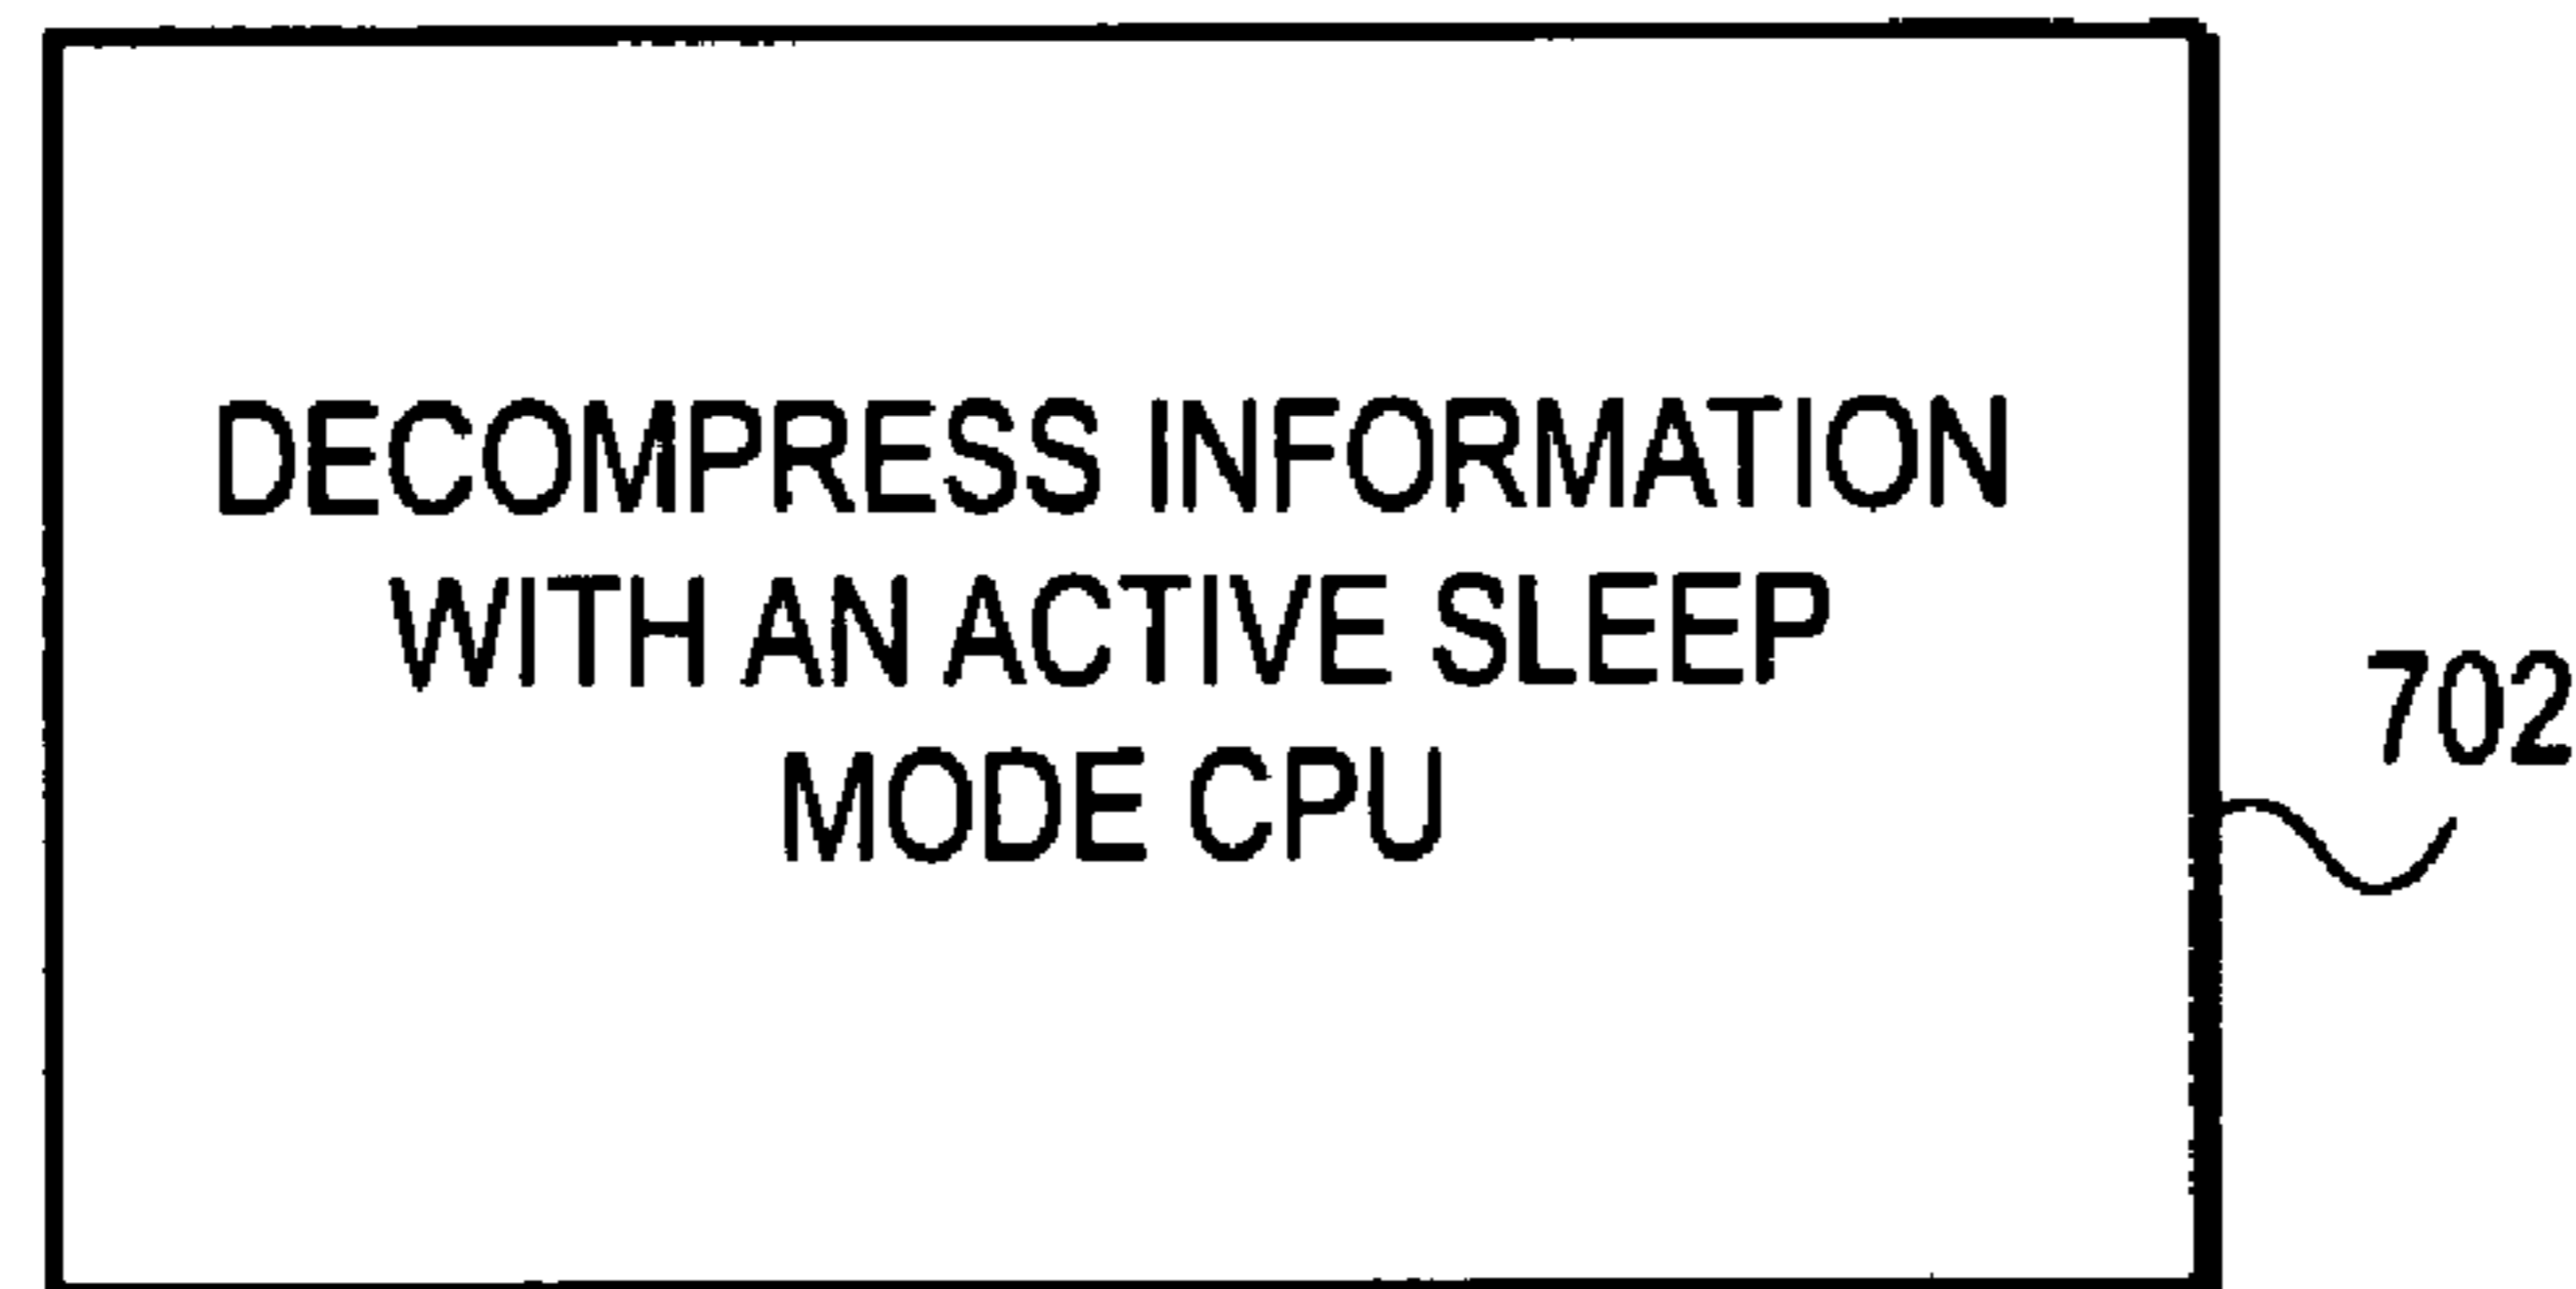 DECOMPRESS INFORMATION
WITH AN ACTIVE SLEEP
MODE CPU
702